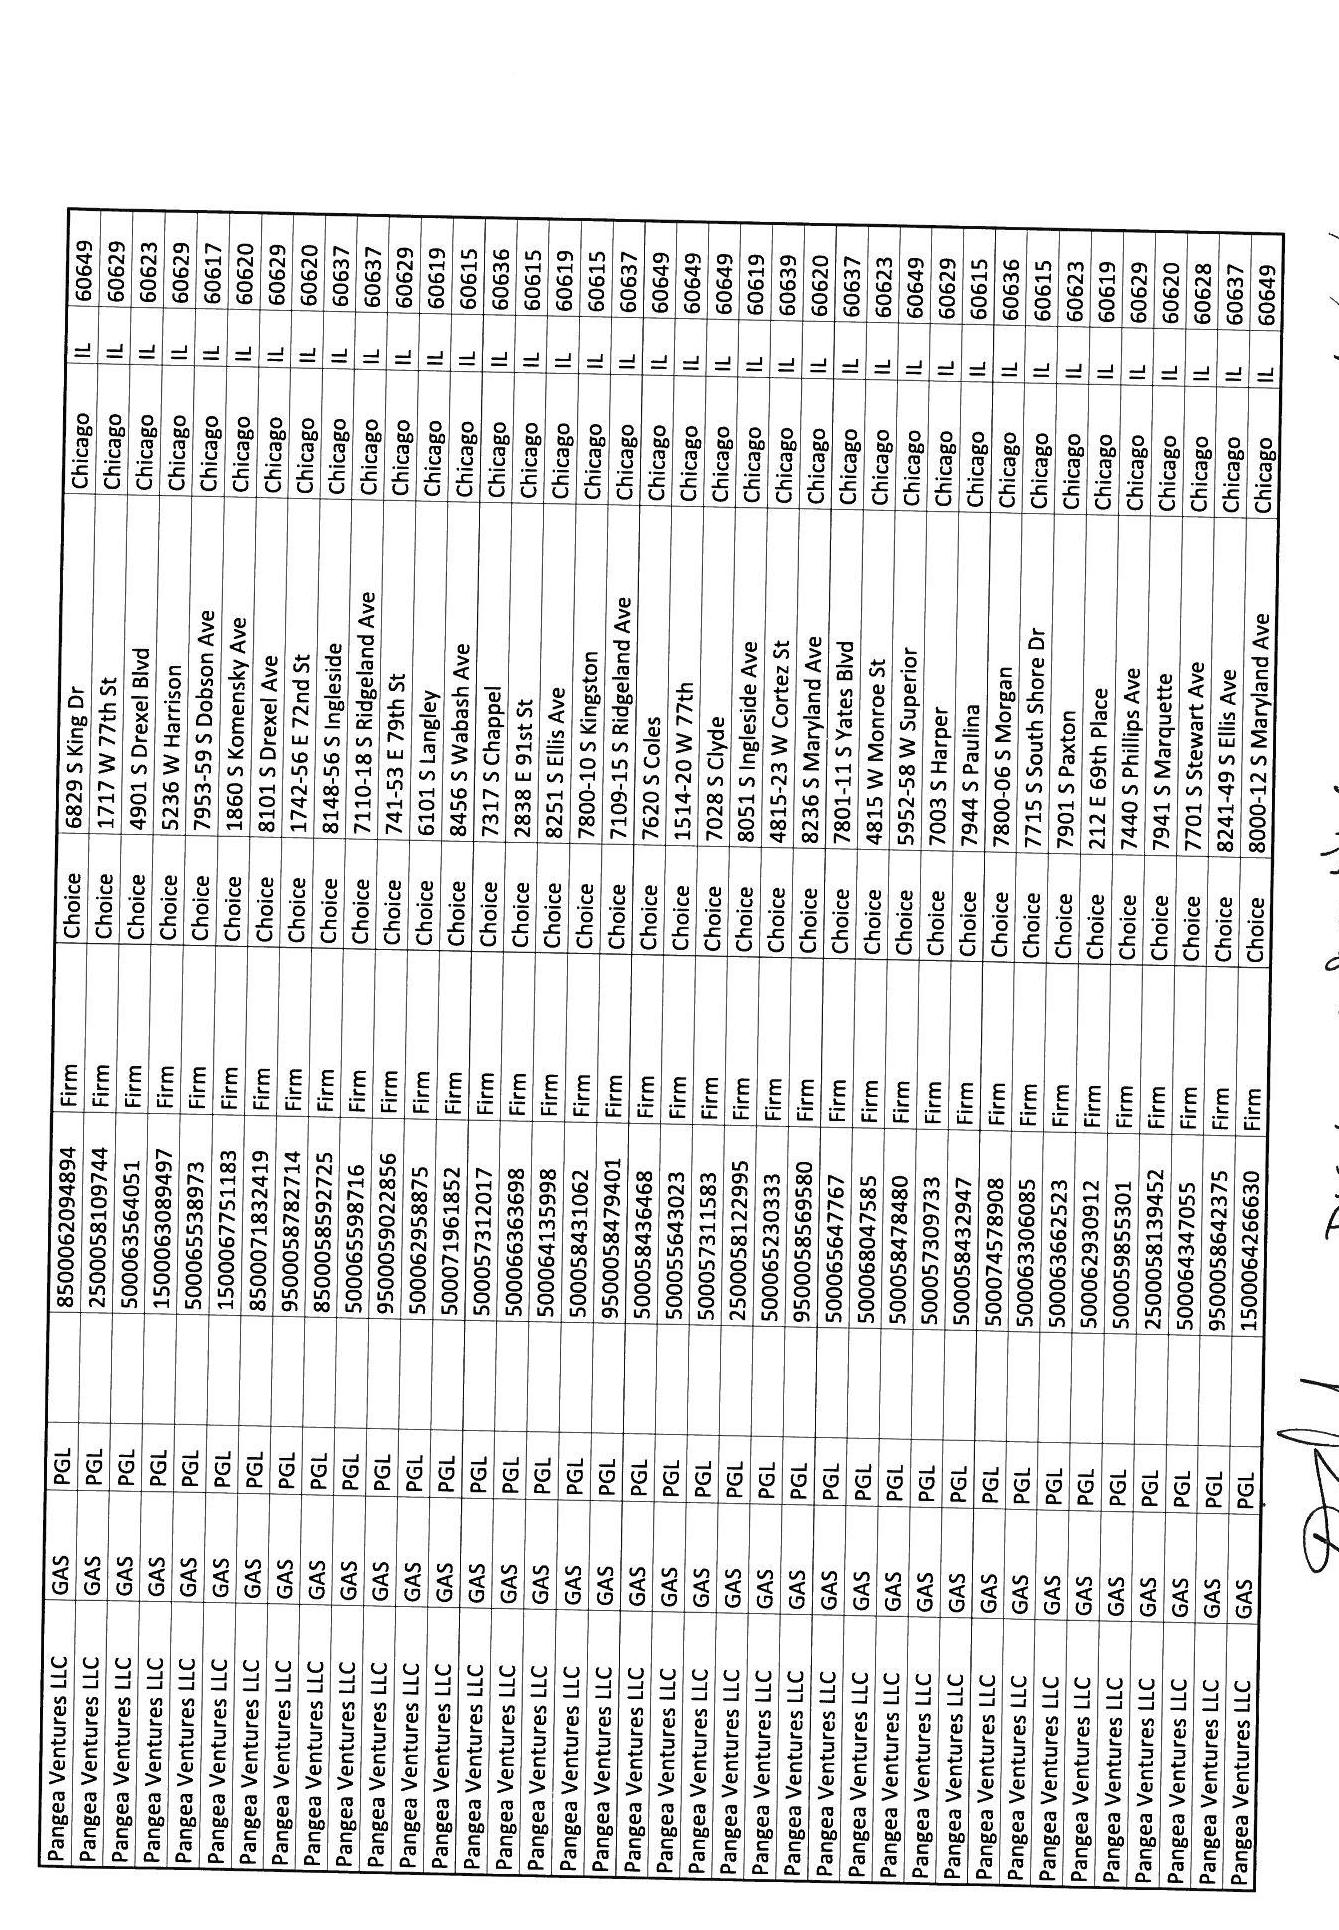 Pangea Ventures LLC GAS PGL 8500062094894 Firm Choice 6829 S King Dr Chicago IL 60649
Pangea Ventures LLC GAS PGL 2500058109744 Firm Choice 1717 W 77th St Chicago IL 60629
Pangea Ventures LLC GAS PGL 500063564051 Firm Choice 4901 S Drexel Blvd Chicago IL 60623
Pangea Ventures LLC GAS PGL 1500063089497 Firm Choice 5236 W Harrison Chicago IL 60629
Pangea Ventures LLC GAS PGL 500065538973 Firm Choice 7953-59 S Dobson Ave Chicago IL 60617
Pangea Ventures LLC GAS PGL 1500067751183 Firm Choice 1860 S Komensky Ave Chicago IL 60620
Pangea Ventures LLC GAS PGL 8500071832419 Firm Choice 8101 S Drexel Ave Chicago IL 60629
Pangea Ventures LLC GAS PGL 9500058782714 Firm Choice 1742-56 E 72nd St Chicago IL 60620
Pangea Ventures LLC GAS PGL 8500058592725 Firm Choice 8148-56 S Ingleside Chicago IL 60637
Pangea Ventures LLC GAS PGL 500065598716 Firm Choice 7110-18 S Ridgeland Ave Chicago IL 60637
Pangea Ventures LLC GAS PGL 9500059022856 Firm Choice 741-53 E 79th St Chicago IL 60629
Pangea Ventures LLC GAS PGL 500062958875 Firm Choice 6101 S Langley Chicago IL 60619
Pangea Ventures LLC GAS PGL 500071961852 Firm Choice 8456 S Wabash Ave Chicago IL 60615
Pangea Ventures LLC GAS PGL 500057312017 Firm Choice 7317 S Chappel Chicago IL 60636
Pangea Ventures LLC GAS PGL 500066363698 Firm Choice 2838 E 91st St Chicago IL 60615
Pangea Ventures LLC GAS PGL 500064135998 Firm Choice 8251 S Ellis Ave Chicago IL 60619
Pangea Ventures LLC GAS PGL 500058431062 Firm Choice 7800-10 S Kingston Chicago IL 60615
Pangea Ventures LLC GAS PGL 9500058479401 Firm Choice 7109-15 S Ridgeland Ave Chicago IL 60637
Pangea Ventures LLC GAS PGL 500058436468 Firm Choice 7620 S Coles Chicago IL 60649
Pangea Ventures LLC GAS PGL 500055643023 Firm Choice 1514-20 W 77th Chicago IL 60649
Pangea Ventures LLC GAS PGL 500057311583 Firm Choice 7028 S Clyde Chicago IL 60649
Pangea Ventures LLC GAS PGL 2500058122995 Firm Choice 8051 S Ingleside Ave Chicago IL 60619
Pangea Ventures LLC GAS PGL 500065230333 Firm Choice 4815-23 W Cortez St Chicago IL 60639
Pangea Ventures LLC GAS PGL 9500058569580 Firm Choice 8236 S Maryland Ave Chicago IL 60620
Pangea Ventures LLC GAS PGL 500065647767 Firm Choice 7801-11 S Yates Blvd Chicago IL 60637
Pangea Ventures LLC GAS PGL 500068047585 Firm Choice 4815 W Monroe St Chicago IL 60623
Pangea Ventures LLC GAS PGL 500058478480 Firm Choice 5952-58 W Superior Chicago IL 60649
Pangea Ventures LLC GAS PGL 500057309733 Firm Choice 7003 S Harper Chicago IL 60629
Pangea Ventures LLC GAS PGL 500058432947 Firm Choice 7944 S Paulina Chicago IL 60615
Pangea Ventures LLC GAS PGL 500074578908 Firm Choice 7800-06 S Morgan Chicago IL 60636
Pangea Ventures LLC GAS PGL 500063306085 Firm Choice 7715 S South Shore Dr Chicago IL 60615
Pangea Ventures LLC GAS PGL 500063662523 Firm Choice 7901 S Paxton Chicago IL 60623
Pangea Ventures LLC GAS PGL 500062930912 Firm Choice 212 E 69th Place Chicago IL 60619
Pangea Ventures LLC GAS PGL 500059855301 Firm Choice 7440 S Phillips Ave Chicago IL 60629
Pangea Ventures LLC GAS PGL 2500058139452 Firm Choice 7941 S Marquette Chicago IL 60620
Pangea Ventures LLC GAS PGL 500064347055 Firm Choice 7701 S Stewart Ave Chicago IL 60628
Pangea Ventures LLC GAS PGL 9500058642375 Firm Choice 8241-49 S Ellis Ave Chicago IL 60637
Pangea Ventures LLC GAS PGL 1500064266630 Firm Choice 8000-12 S Maryland Ave Chicago IL 60649